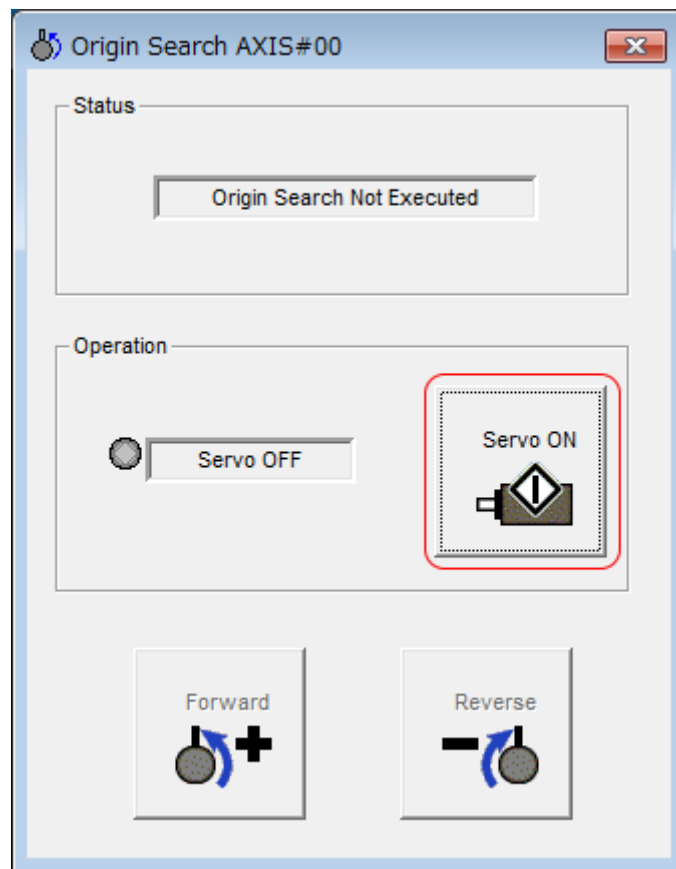 Origin Search AXIS#00
Status
Origin Search Not Executed
Operation
Servo OFF
Servo ON
Forward
Reverse